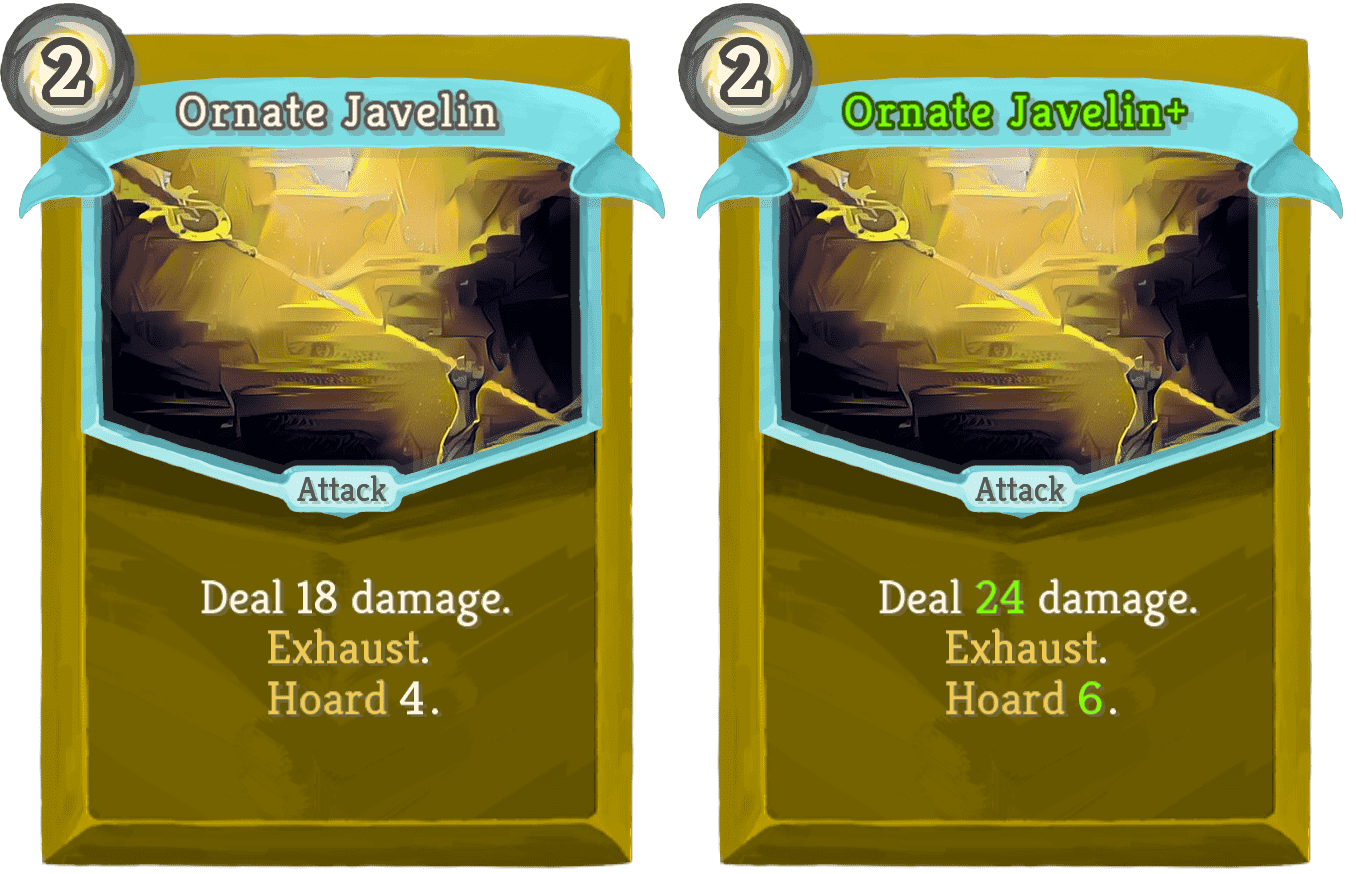 2
Ornate Javelin
Attack
Deal 18 damage.
Exhaust.
Hoard 4.
2
Ornate Javelin+
Attack
Deal 24 damage.
Exhaust.
Hoard 6.